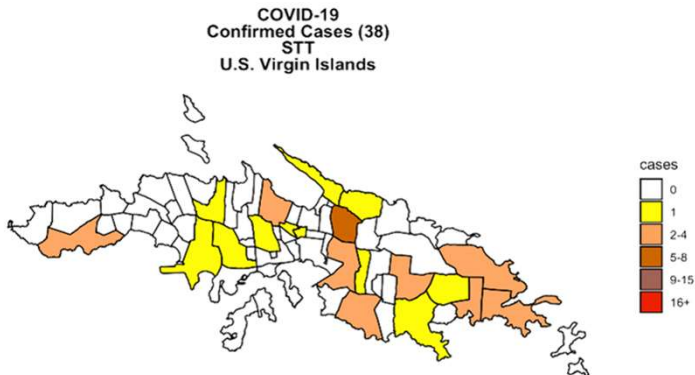 COVID-19
Confirmed Cases (38)
STT
U.S. Virgin Islands
cases
0
1
2-4
5-8
9-15
16+